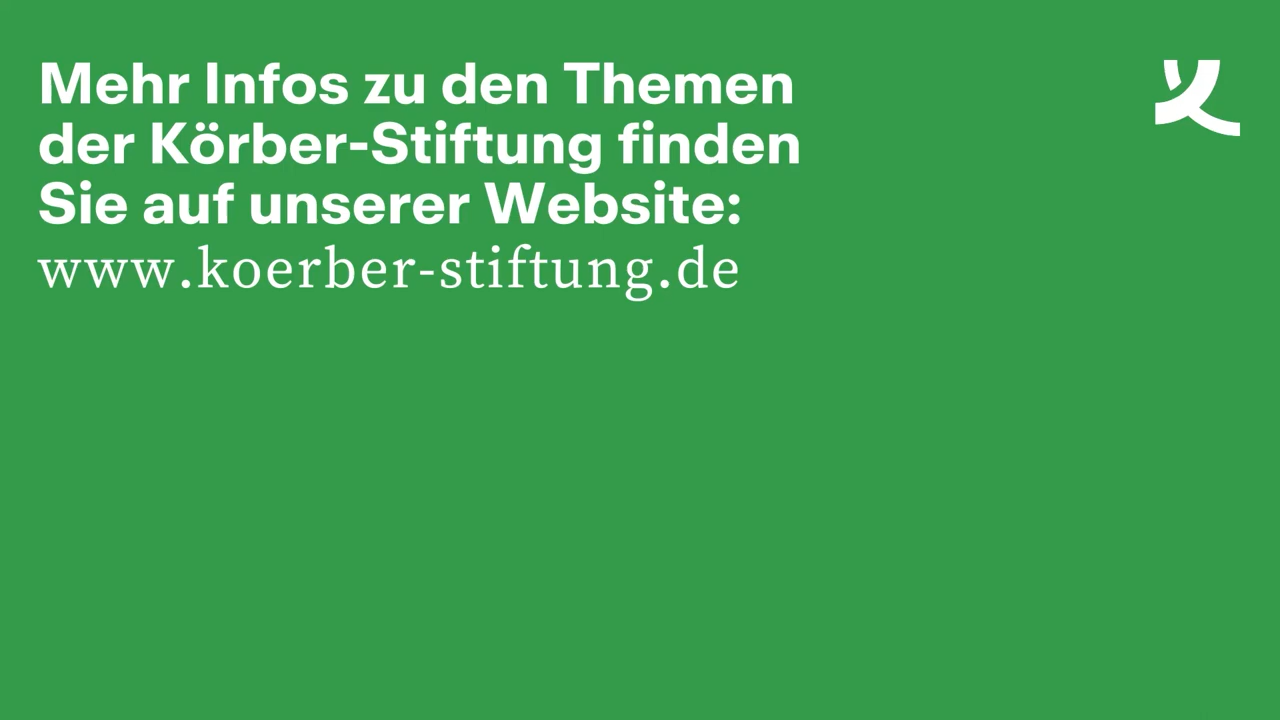 Mehr Infos zu den Themen
der Körber-Stiftung finden
Sie auf unserer Website:
www.koerber-stiftung.de